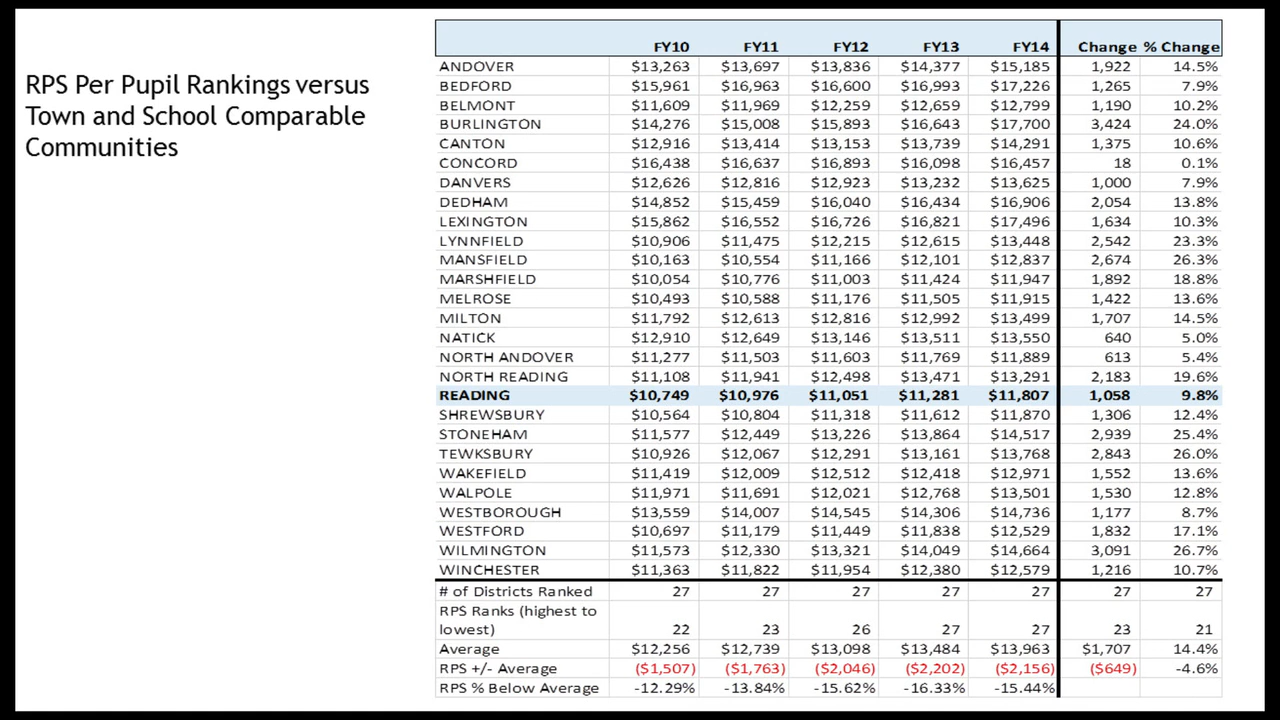 RPS Per Pupil Rankings versus
Town and School Comparable
Communities
FY10 FY11 FY12 FY13 FY14 Change % Change
ANDOVER $13,263 $13,697 $13,836 $14,377 $15,185 1,922 14.5%
BEDFORD $15,961 $16,963 $16,600 $16,993 $17,226 1,265 7.9%
BELMONT $11,609 $11,969 $12,259 $12,659 $12,799 1,190 10.2%
BURLINGTON $14,276 $15,008 $15,893 $16,643 $17,700 3,424 24.0%
CANTON $12,916 $13,414 $13,153 $13,739 $14,291 1,375 10.6%
CONCORD $16,438 $16,637 $16,893 $16,098 $16,457 18 0.1%
DANVERS $12,626 $12,816 $12,923 $13,232 $13,625 1,000 7.9%
DEDHAM $14,852 $15,459 $16,040 $16,434 $16,906 2,054 13.8%
LEXINGTON $15,862 $16,552 $16,726 $16,821 $17,496 1,634 10.3%
LYNNFIELD $10,906 $11,475 $12,215 $12,615 $13,448 2,542 23.3%
MANSFIELD $10,163 $10,554 $11,166 $12,101 $12,837 2,674 26.3%
MARSHFIELD $10,054 $10,776 $11,003 $11,424 $11,947 1,892 18.8%
MELROSE $10,493 $10,588 $11,176 $11,505 $11,915 1,422 13.6%
MILTON $11,792 $12,613 $12,816 $12,992 $13,499 1,707 14.5%
NATICK $12,910 $12,649 $13,146 $13,511 $13,550 640 5.0%
NORTH ANDOVER $11,277 $11,503 $11,603 $11,769 $11,889 613 5.4%
NORTH READING $11,108 $11,941 $12,498 $13,471 $13,291 2,183 19.6%
READING $10,749 $10,976 $11,051 $11,281 $11,807 1,058 9.8%
SHREWSBURY $10,564 $10,804 $11,318 $11,612 $11,870 1,306 12.4%
STONEHAM $11,577 $12,449 $13,226 $13,864 $14,517 2,939 25.4%
TEWKSBURY $10,926 $12,067 $12,291 $13,161 $13,768 2,843 26.0%
WAKEFIELD $11,419 $12,009 $12,512 $12,418 $12,971 1,552 13.6%
WALPOLE $11,971 $11,691 $12,021 $12,768 $13,501 1,530 12.8%
WESTBOROUGH $13,559 $14,007 $14,545 $14,306 $14,736 1,177 8.7%
WESTFORD $10,697 $11,179 $11,449 $11,838 $12,529 1,832 17.1%
WILMINGTON $11,573 $12,330 $13,321 $14,049 $14,664 3,091 26.7%
WINCHESTER $11,363 $11,822 $11,954 $12,380 $12,579 1,216 10.7%
# of Districts Ranked 27 27 27 27 27 27 27
RPS Ranks (highest to
lowest) 22 23 26 27 27 23 21
Average $12,256 $12,739 $13,098 $13,484 $13,963 $1,707 14.4%
RPS +/- Average ($1,507) ($1,763) ($2,046) ($2,202) ($2,156) ($649) -4.6%
RPS % Below Average -12.29% -13.84% -15.62% -16.33% -15.44%